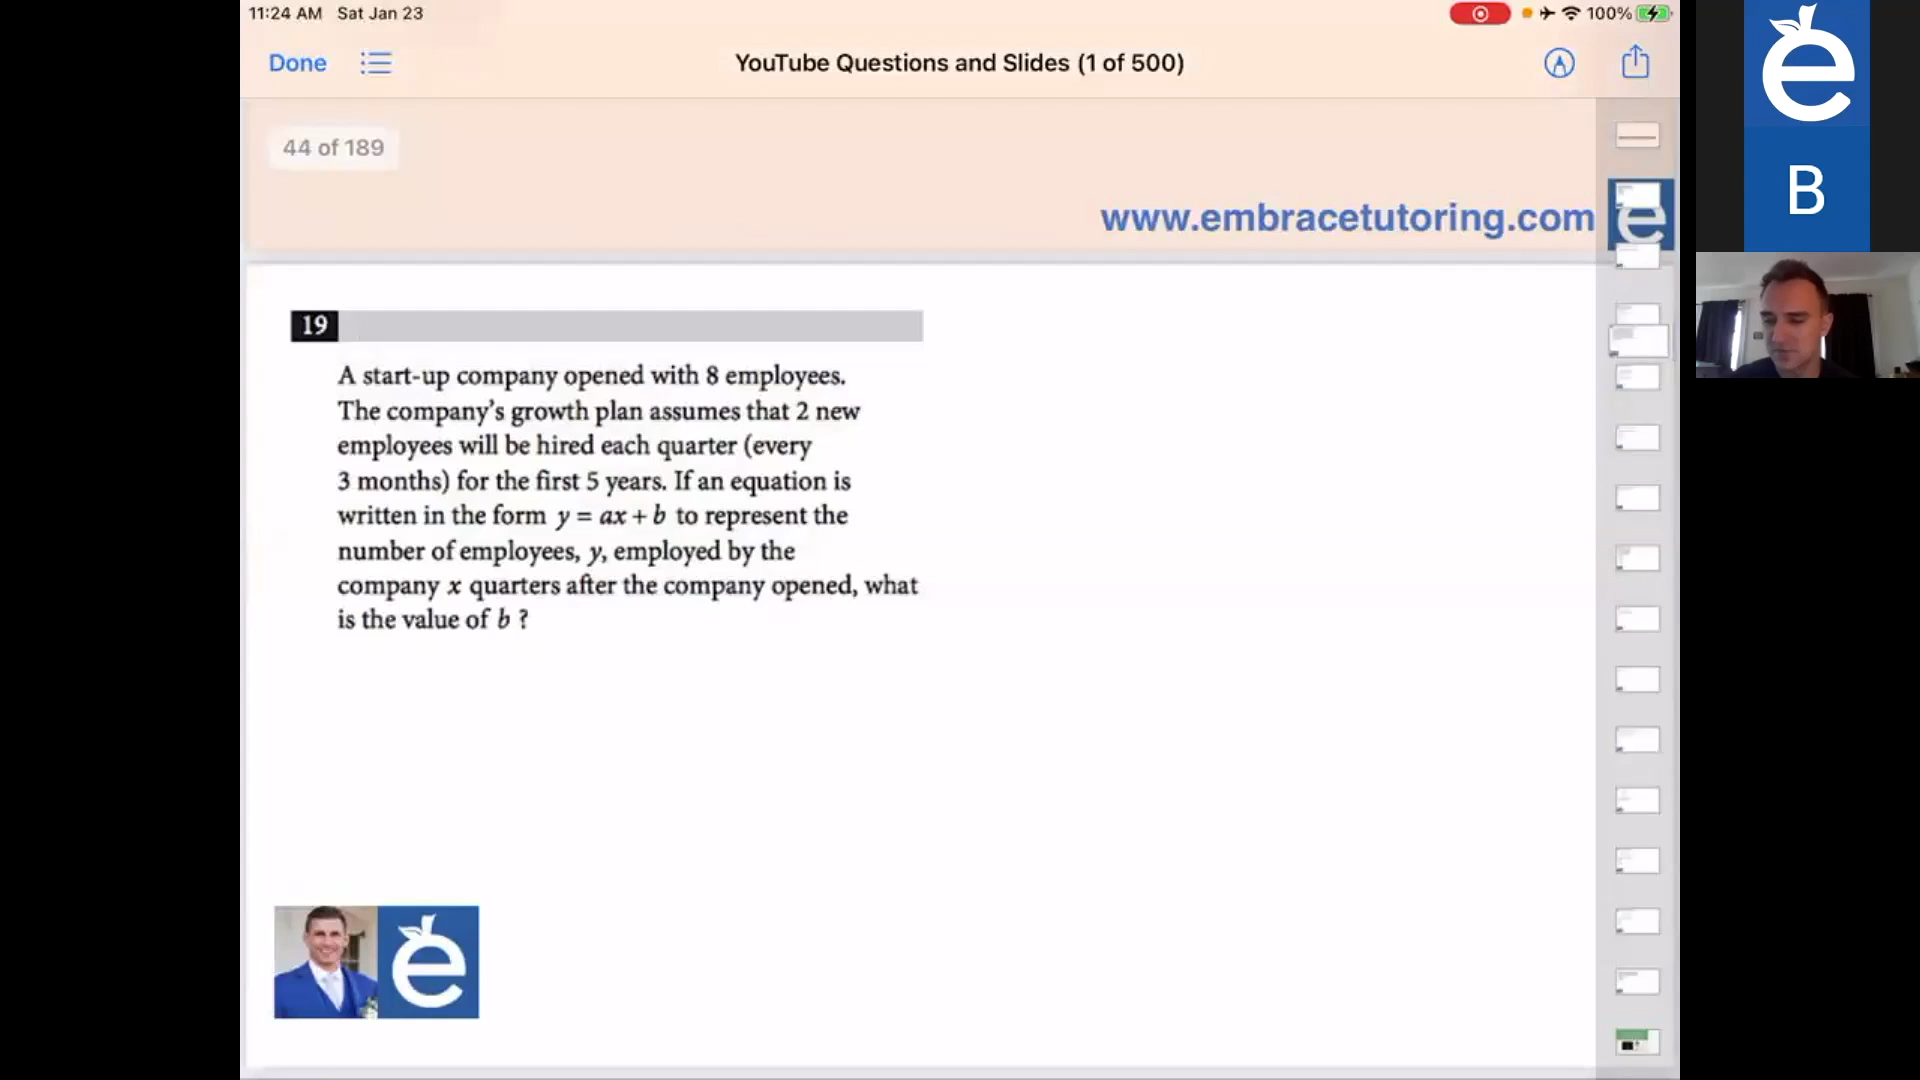 11:24 AM Sat Jan 23
100%
Done
YouTube Questions and Slides (1 of 500)
44 of 189
www.embracetutoring.com
e
e
B
19
A start-up company opened with 8 employees.
The company's growth plan assumes that 2 new
employees will be hired each quarter (every
3 months) for the first 5 years. If an equation is
written in the form y = ax + b to represent the
number of employees, y, employed by the
company x quarters after the company opened, what
is the value of b ?
e